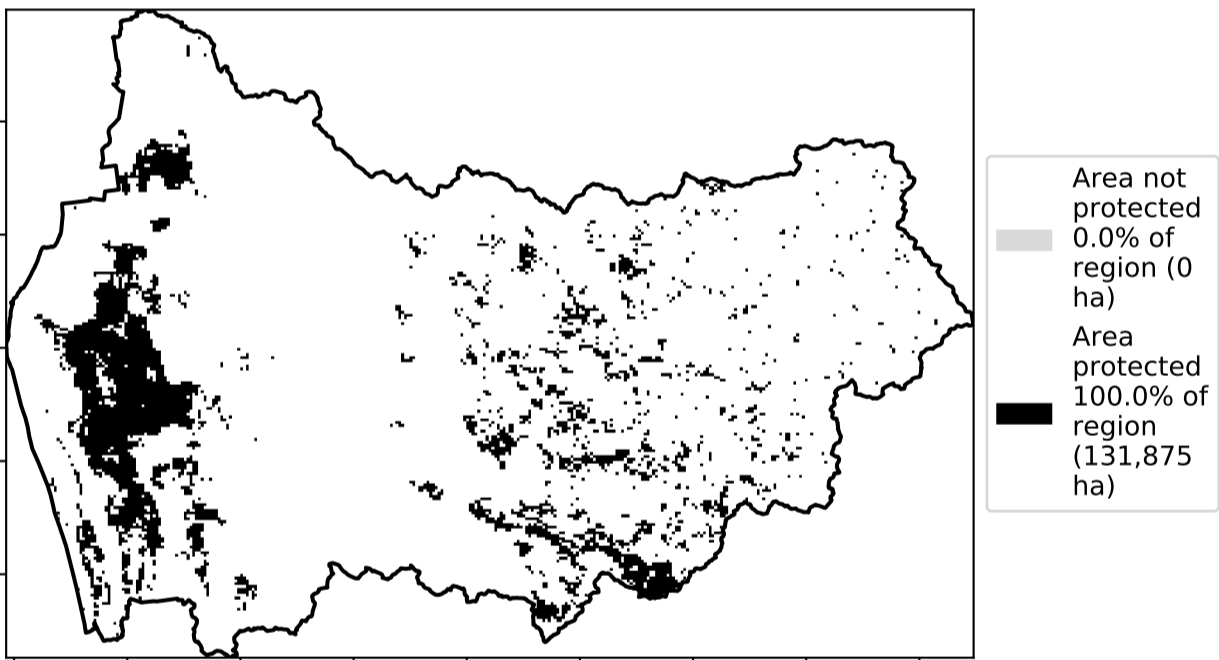 Area not
protected
0.0% of
region (0
ha)
Area
protected
100.0% of
region
(131,875
ha)